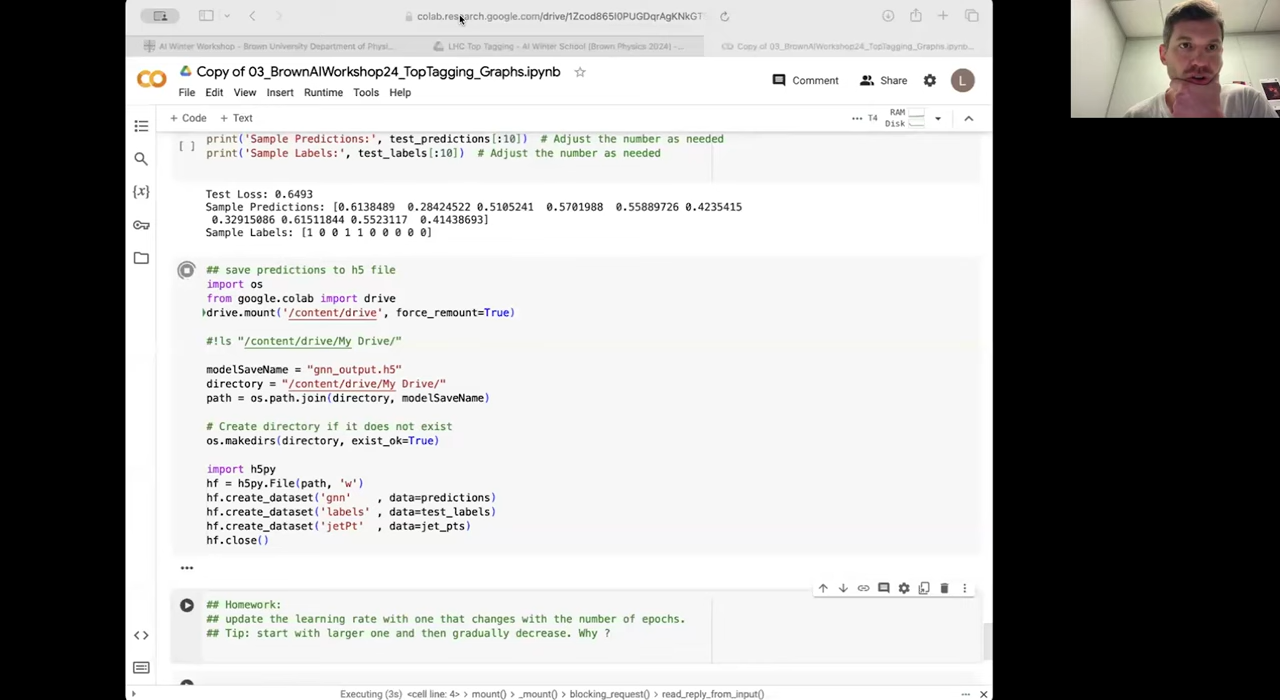 colab.research.google.com/drive/1Zcod865I0PUGDqrAgKNkGT
AI Winter Workshop - Brown University Department of Physi...
LHC Top Tagging - AI Winter School (Brown Physics 2024) -...
Copy of 03_BrownAIWorkshop24_TopTagging_Graphs.ipynb...
CO
Copy of 03_BrownAIWorkshop24_TopTagging_Graphs.ipynb
Comment
Share
L
File Edit View Insert Runtime Tools Help
+ Code + Text
T4
RAM
Disk
[ ]
print('Sample Predictions:', test_predictions[:10]) # Adjust the number as needed
print('Sample Labels:', test_labels[:10]) # Adjust the number as needed
Test Loss: 0.6493
Sample Predictions: [0.6138489 0.28424522 0.5105241 0.5701988 0.55889726 0.4235415
0.32915086 0.61511844 0.5523117 0.41438693]
Sample Labels: [1 0 0 1 1 0 0 0 0 0]
## save predictions to h5 file
import os
from google.colab import drive
drive.mount('/content/drive', force_remount=True)
#!ls "/content/drive/My Drive/"
modelSaveName = "gnn_output.h5"
directory = "/content/drive/My Drive/"
path = os.path.join(directory, modelSaveName)
# Create directory if it does not exist
os.makedirs(directory, exist_ok=True)
import h5py
hf = h5py.File(path, 'w')
hf.create_dataset('gnn' , data=predictions)
hf.create_dataset('labels' , data=test_labels)
hf.create_dataset('jetPt' , data=jet_pts)
hf.close()
...
## Homework:
## update the learning rate with one that changes with the number of epochs.
## Tip: start with larger one and then gradually decrease. Why ?
{x}
<>
Executing (3s) <cell line: 4> > mount() > _mount() > blocking_request() > read_reply_from_input()